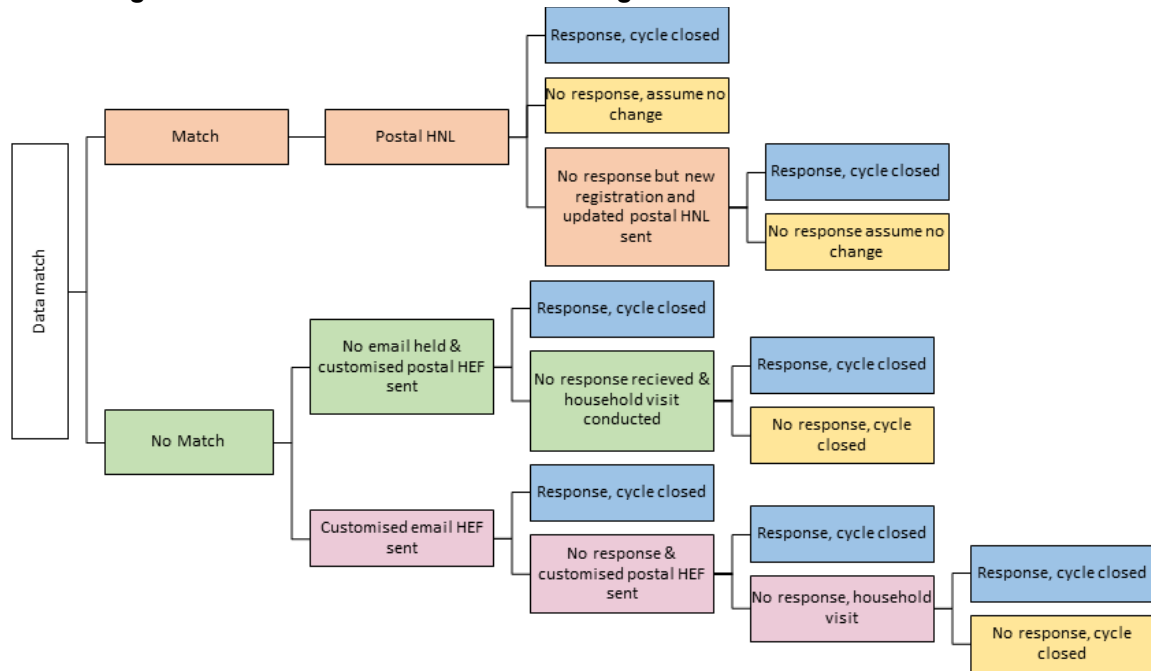 Response, cycle closed
No response, assume no
change
Match
Postal HNL
No response but new
registration and
updated postal HNL
sent
Response, cycle closed
No response assume no
change
Data match
No Match
No email held &
customised postal HEF
sent
Response, cycle closed
No response recieved &
household visit
conducted
Response, cycle closed
No response, cycle
closed
Customised email HEF
sent
Response, cycle closed
No response &
customised postal HEF
sent
Response, cycle closed
No response, household
visit
Response, cycle closed
No response, cycle
closed